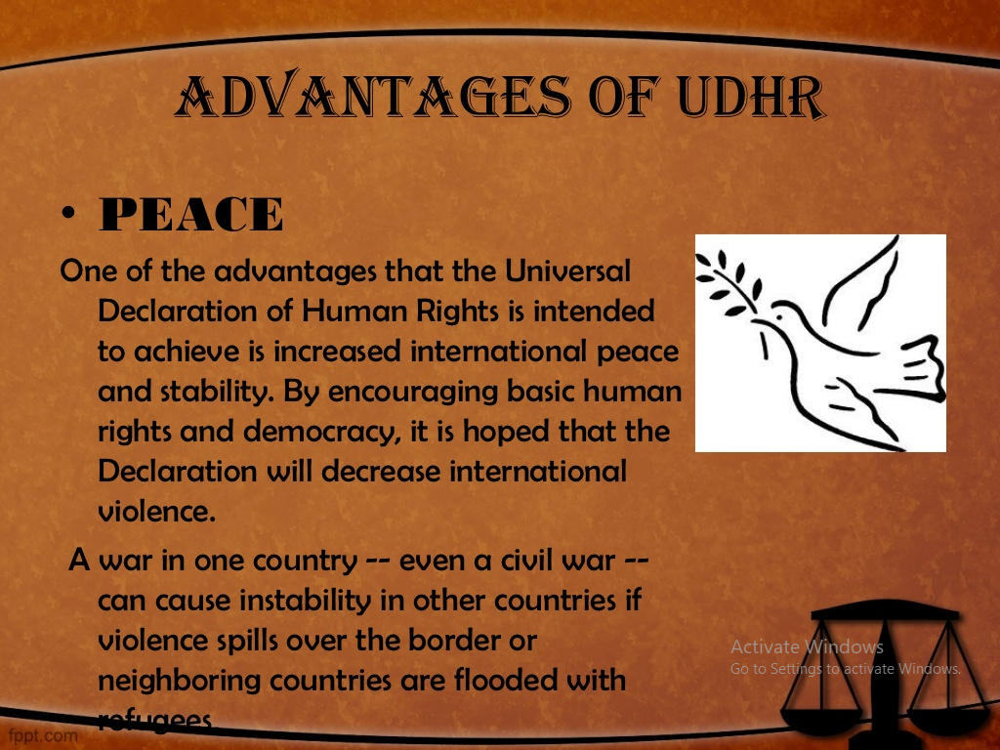 ADVANTAGES OF UDHR
• PEACE
One of the advantages that the Universal
Declaration of Human Rights is intended
to achieve is increased international peace
and stability. By encouraging basic human
rights and democracy, it is hoped that the
Declaration will decrease international
violence.
A war in one country -- even a civil war --
can cause instability in other countries if
violence spills over the border or
neighboring countries are flooded with
refugees
Activate Windows
Go to Settings to activate Windows.
fppt.com